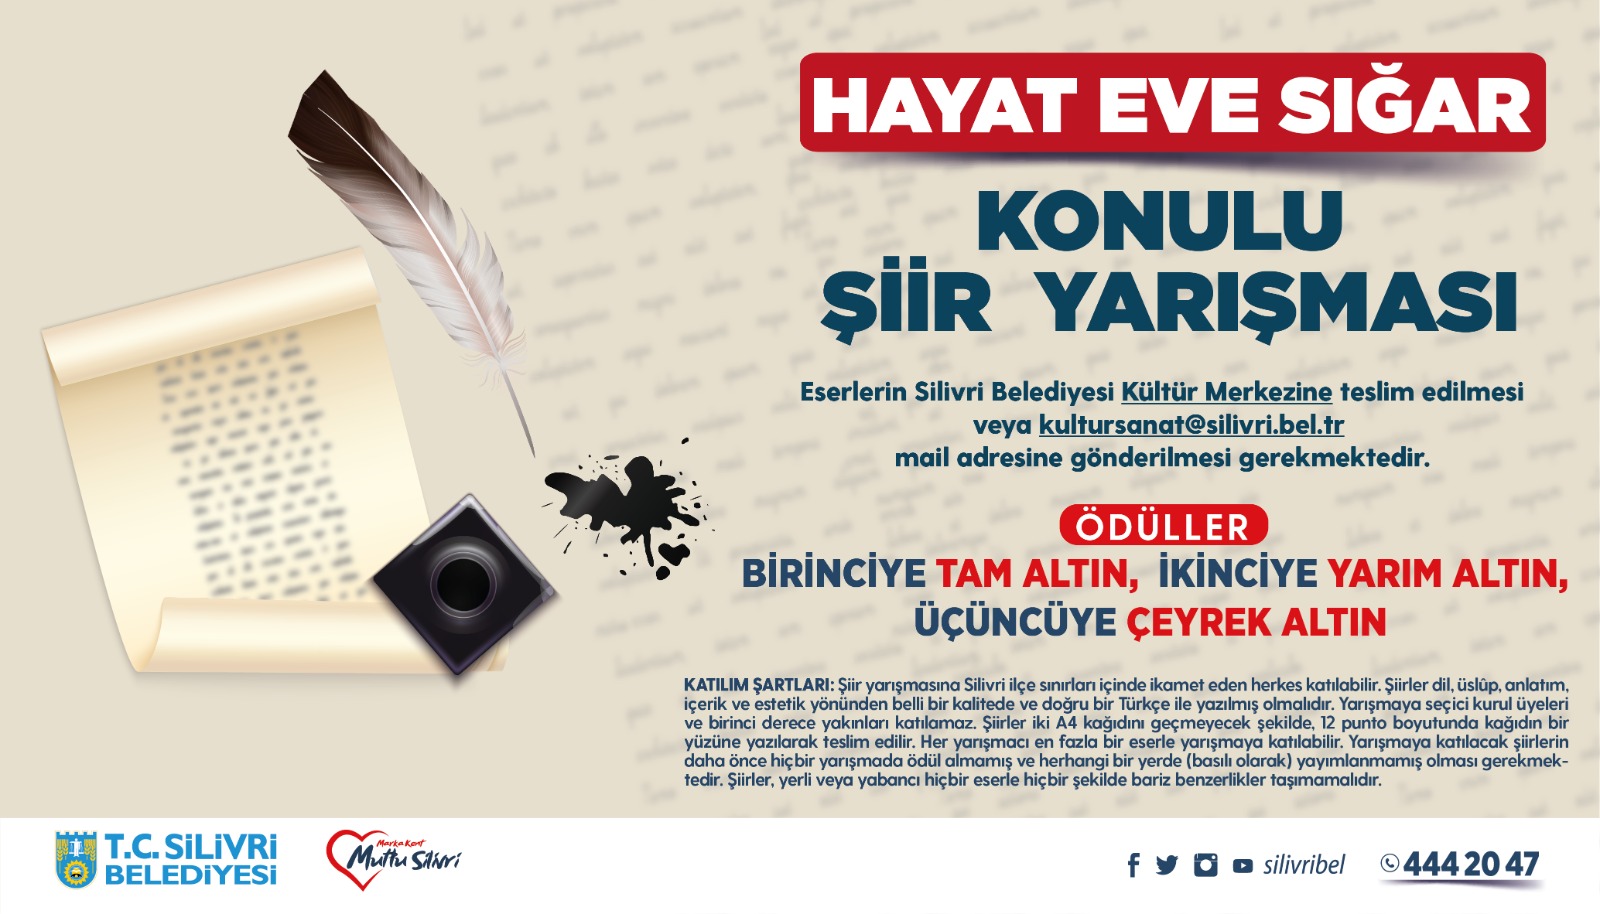 HAYAT EVE SIĞAR
KONULU
ŞİİR YARIŞMASI
Eserlerin Silivri Belediyesi Kültür Merkezine teslim edilmesi
veya kultursanat@silivri.bel.tr
mail adresine gönderilmesi gerekmektedir.
ÖDÜLLER
BİRİNCİYE TAM ALTIN, İKİNCİYE YARIM ALTIN,
ÜÇÜNCÜYE ÇEYREK ALTIN
KATILIM ŞARTLARI: Şiir yarışmasına Silivri ilçe sınırları içinde ikamet eden herkes katılabilir. Şiirler dil, üslûp, anlatım,
içerik ve estetik yönünden belli bir kalitede ve doğru bir Türkçe ile yazılmış olmalıdır. Yarışmaya seçici kurul üyeleri
ve birinci derece yakınları katılamaz. Şiirler iki A4 kağıdını geçmeyecek şekilde, 12 punto boyutunda kağıdın bir
yüzüne yazılarak teslim edilir. Her yarışmacı en fazla bir eserle yarışmaya katılabilir. Yarışmaya katılacak şiirlerin
daha önce hiçbir yarışmada ödül almamış ve herhangi bir yerde (basılı olarak) yayımlanmamış olması gerekmek-
tedir. Şiirler, yerli veya yabancı hiçbir eserle hiçbir şekilde bariz benzerlikler taşımamalıdır.
T.C. SİLİVRİ
BELEDİYESİ
Marka Kent
Mutlu Silivri
silivribel
444 20 47